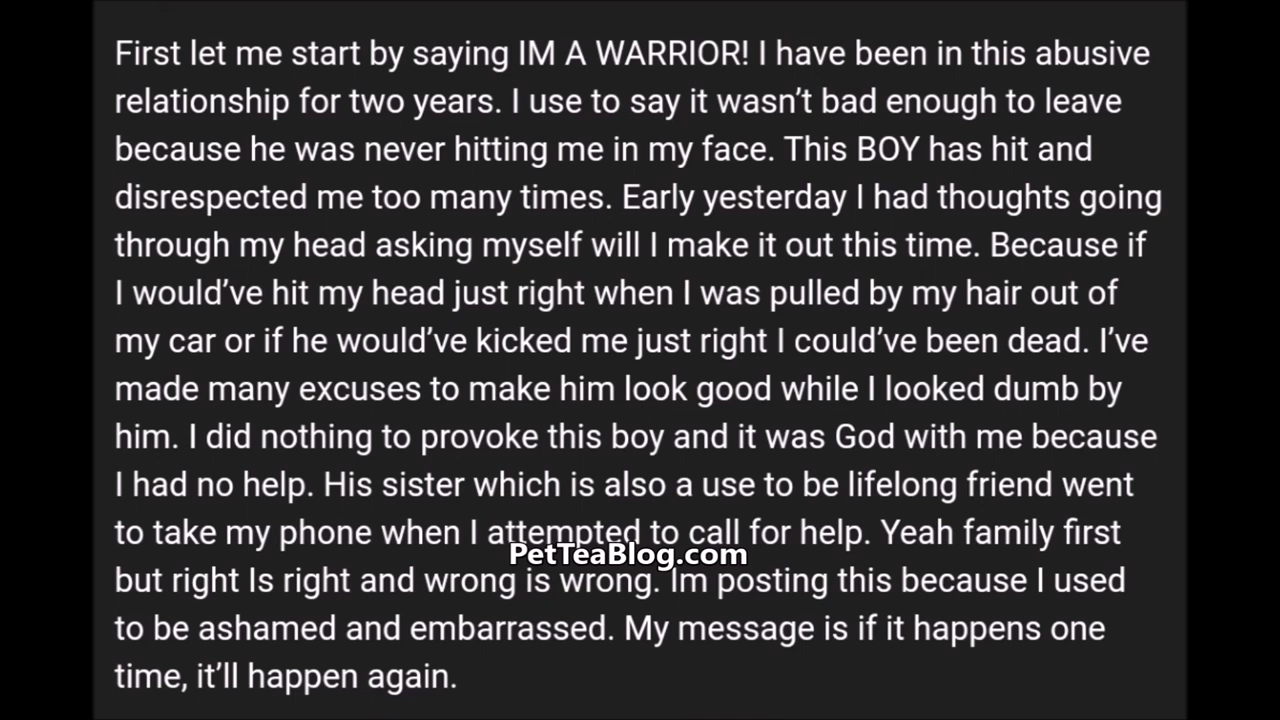 First let me start by saying IM A WARRIOR! I have been in this abusive
relationship for two years. I use to say it wasn’t bad enough to leave
because he was never hitting me in my face. This BOY has hit and
disrespected me too many times. Early yesterday I had thoughts going
through my head asking myself will I make it out this time. Because if
I would’ve hit my head just right when I was pulled by my hair out of
my car or if he would’ve kicked me just right I could’ve been dead. I’ve
made many excuses to make him look good while I looked dumb by
him. I did nothing to provoke this boy and it was God with me because
I had no help. His sister which is also a use to be lifelong friend went
to take my phone when I attempted to call for help. Yeah family first
PetTeaBlog.com
but right Is right and wrong is wrong. Im posting this because I used
to be ashamed and embarrassed. My message is if it happens one
time, it’ll happen again.